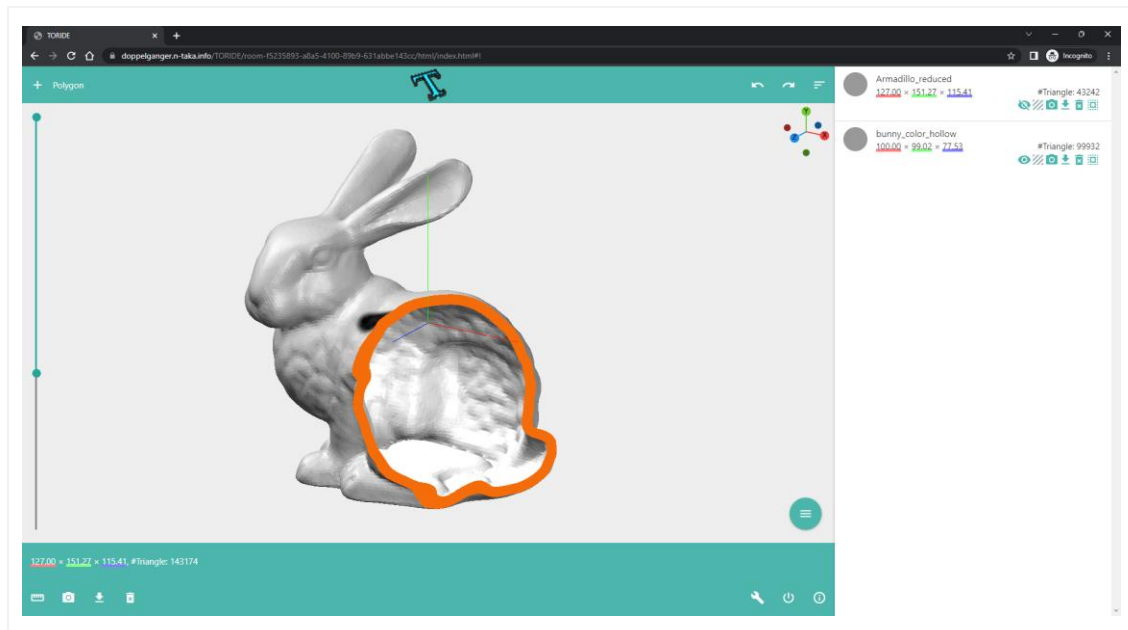 TORIDE
doppelganger.n-taka.info/TORIDE/room-f5235893-a8a5-4100-89b9-631abbe143cc/html/index.html#!
Incognito
+ Polygon
T
Y
X
Z
Armadillo_reduced
127.00 × 151.27 × 115.41
#Triangle: 43242
bunny_color_hollow
100.00 × 99.02 × 77.53
#Triangle: 99932
127.00 × 151.27 × 115.41, #Triangle: 143174